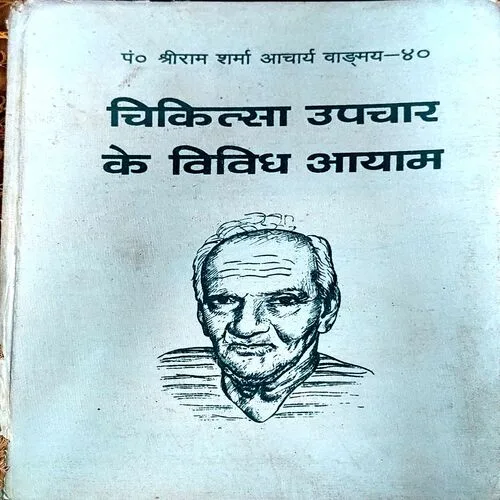 पं० श्रीराम शर्मा आचार्य वाङ्मय–४०
चिकित्सा उपचार
के विविध आयाम